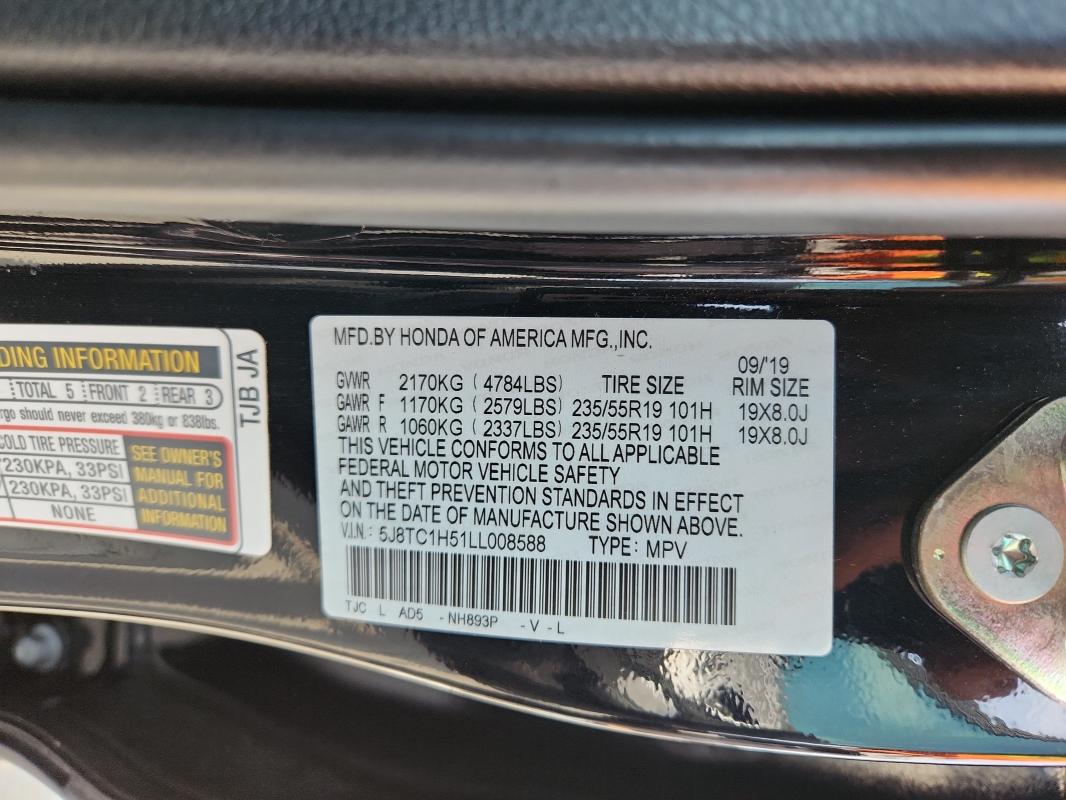 DING INFORMATION
TOTAL 5 FRONT 2 REAR 3
rgo should never exceed 380kg or 838lbs.
COLD TIRE PRESSURE
230KPA, 33PSI
230KPA, 33PSI
NONE
SEE OWNER'S
MANUAL FOR
ADDITIONAL
INFORMATION
TJB JA
MFD.BY HONDA OF AMERICA MFG.,INC.
09/'19
GVWR 2170KG ( 4784LBS) TIRE SIZE RIM SIZE
GAWR F 1170KG ( 2579LBS) 235/55R19 101H 19X8.0J
GAWR R 1060KG ( 2337LBS) 235/55R19 101H 19X8.0J
THIS VEHICLE CONFORMS TO ALL APPLICABLE
FEDERAL MOTOR VEHICLE SAFETY
AND THEFT PREVENTION STANDARDS IN EFFECT
ON THE DATE OF MANUFACTURE SHOWN ABOVE.
V.I.N.: 5J8TC1H51LL008588 TYPE: MPV
TJC L AD5 -NH893P -V-L